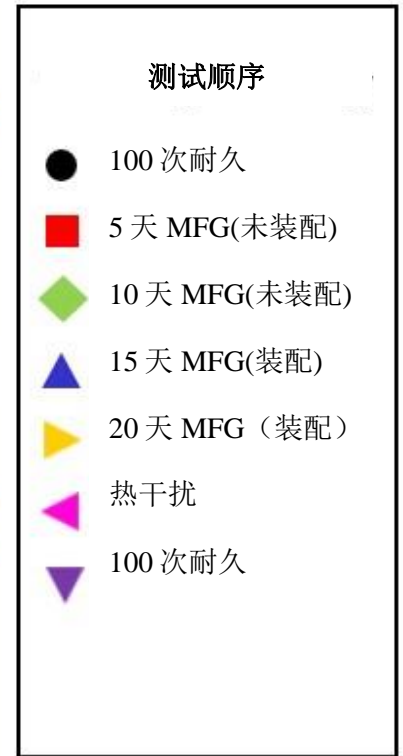 测试顺序
100 次耐久
5 天 MFG(未装配)
10 天 MFG(未装配)
15 天 MFG(装配)
20 天 MFG（装配）
热干扰
100 次耐久